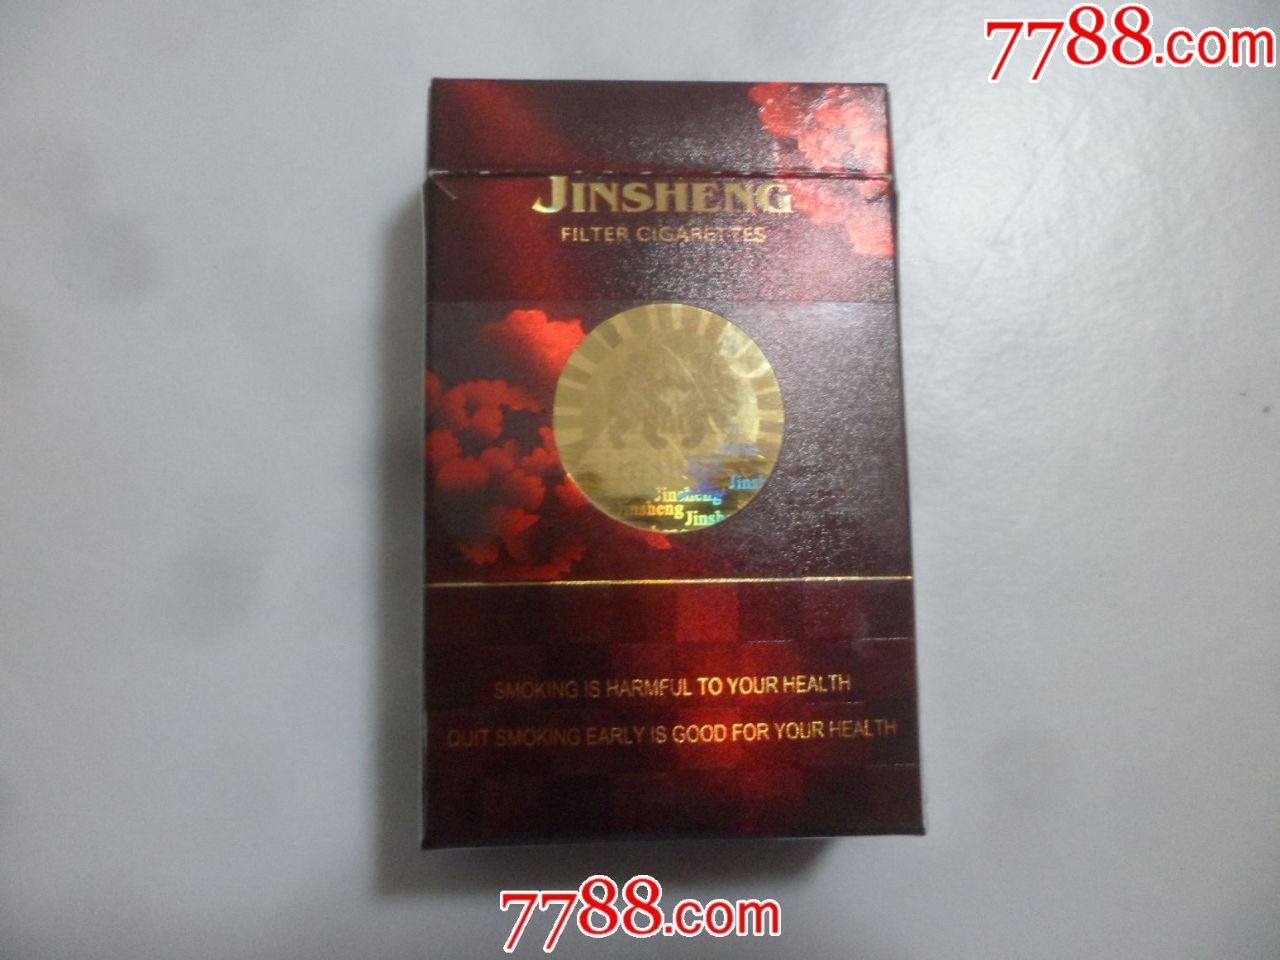 7788.com
JINSHENG
FILTER CIGARETTES
Jinsh
Jinsheng
Jinsheng
Jinsh
SMOKING IS HARMFUL TO YOUR HEALTH
QUIT SMOKING EARLY IS GOOD FOR YOUR HEALTH
7788.com